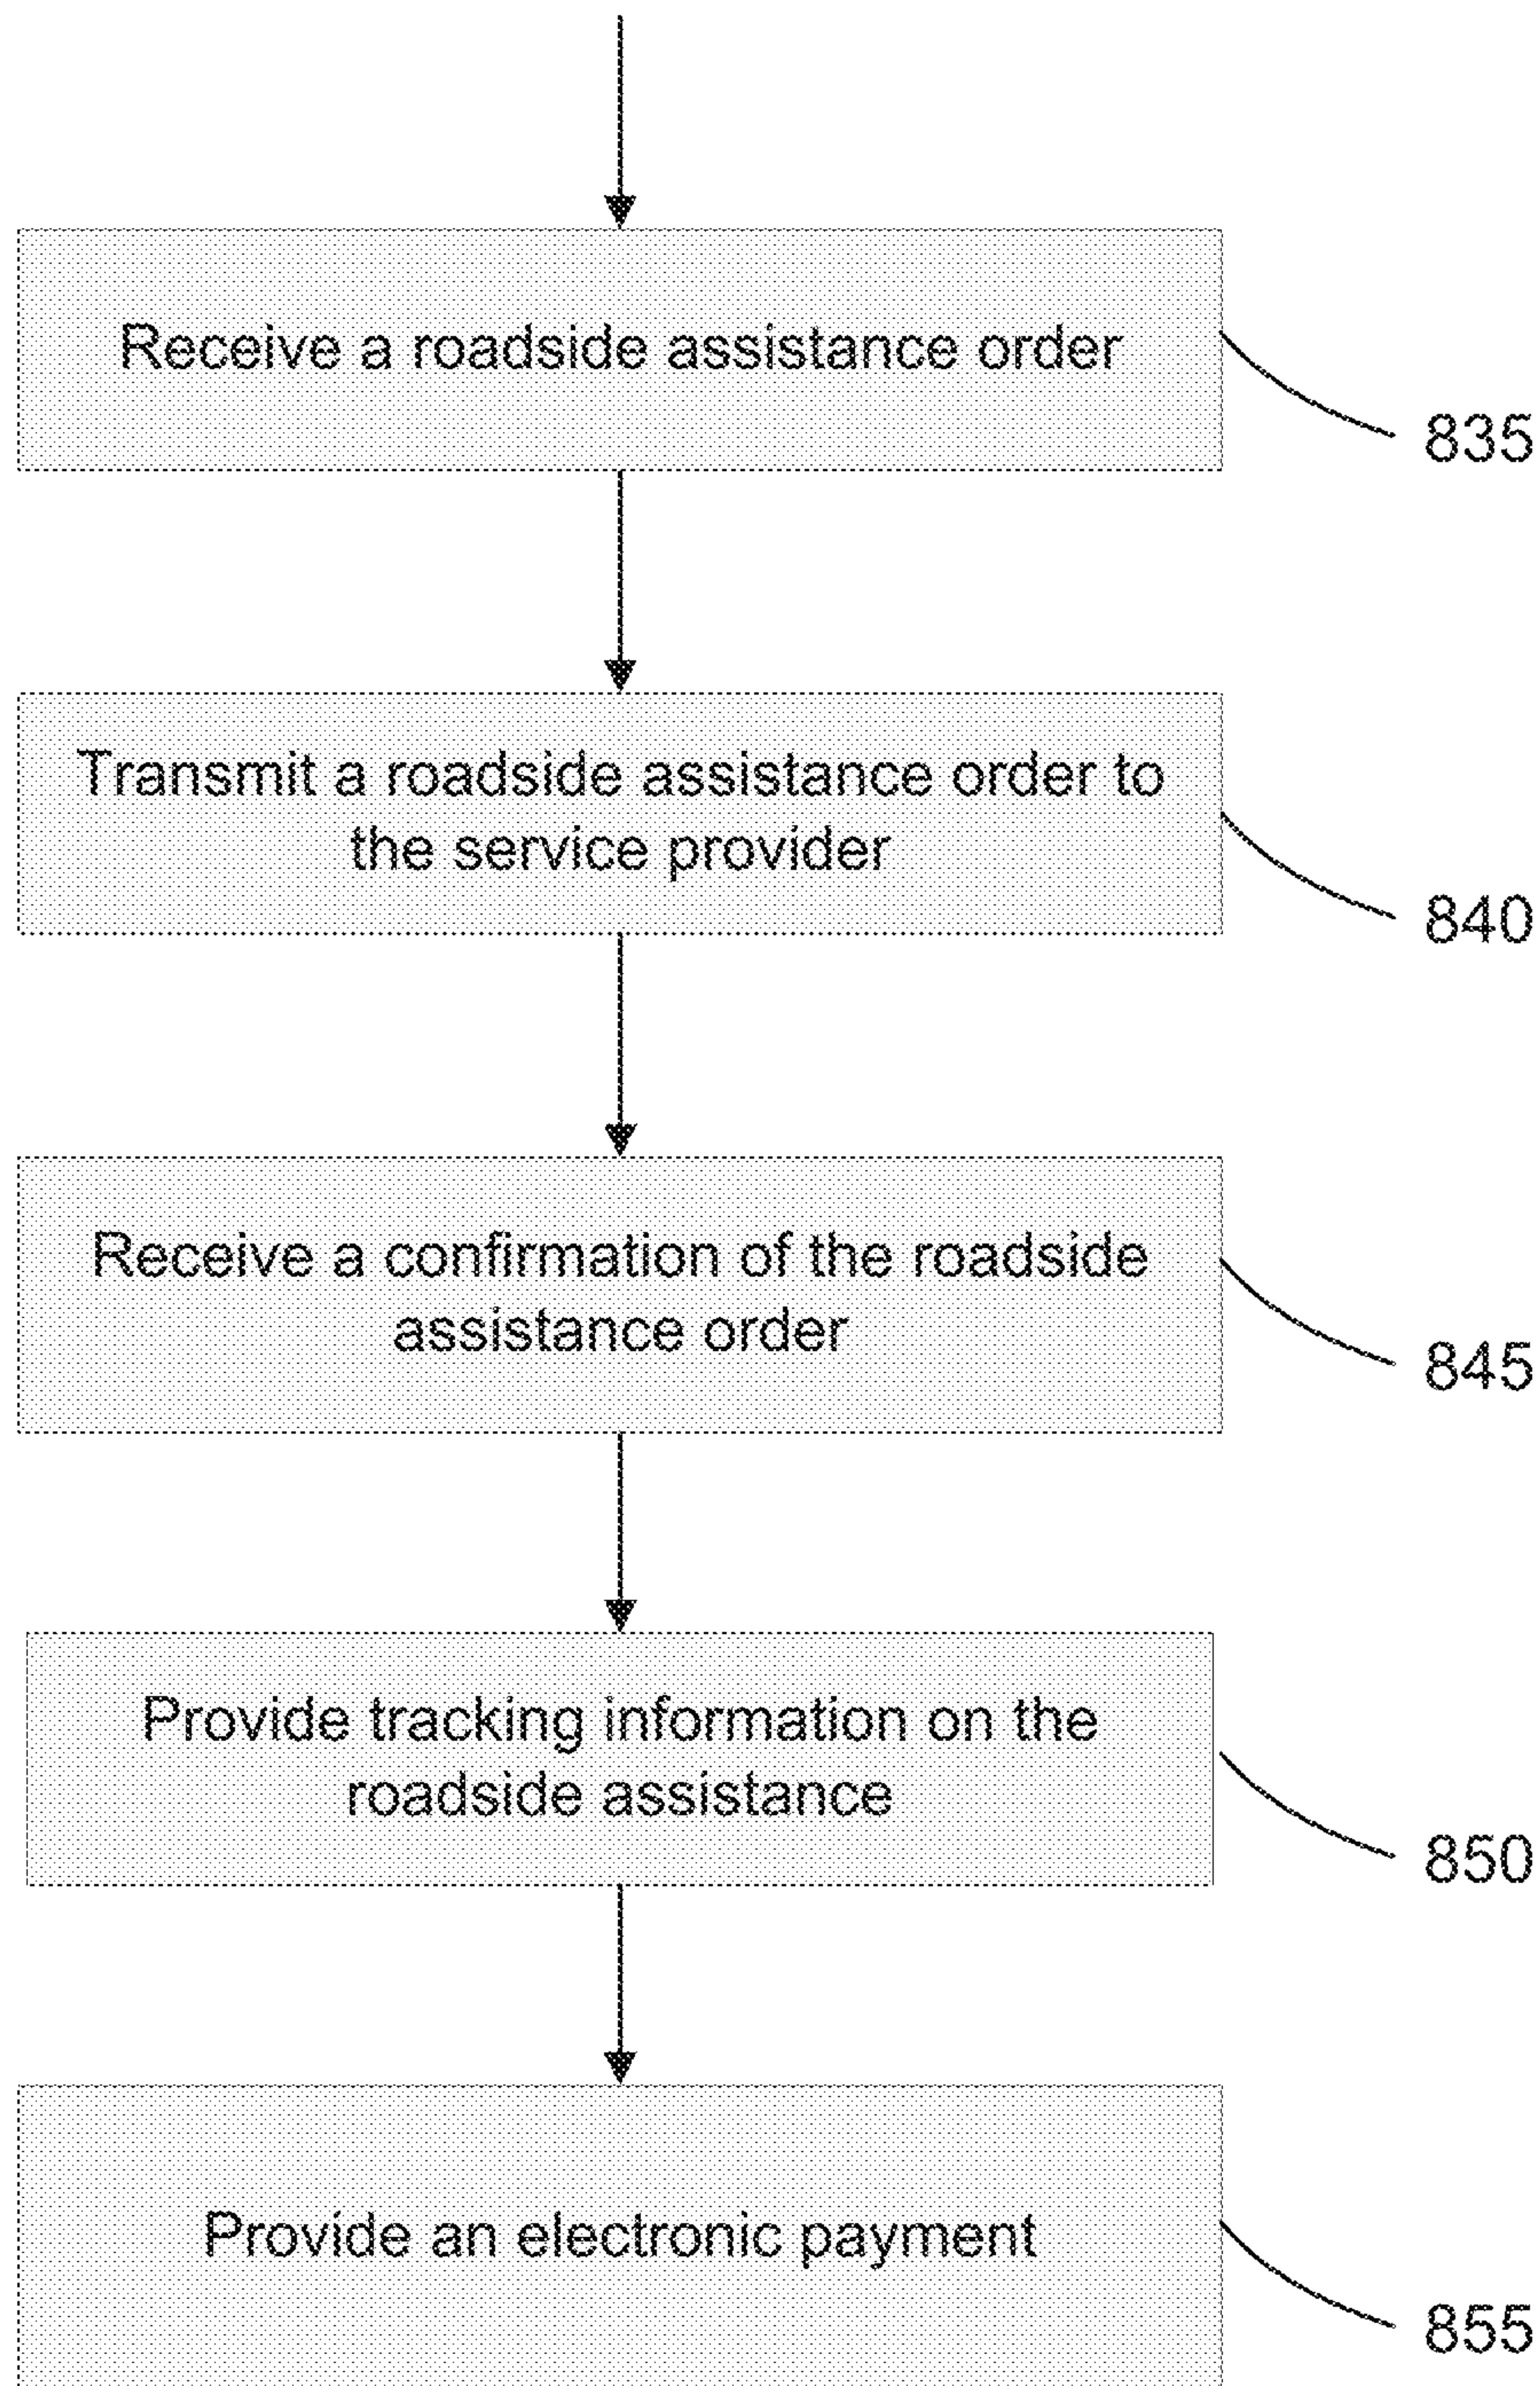 Receive a roadside assistance order
835
Transmit a roadside assistance order to
the service provider
840
Receive a confirmation of the roadside
assistance order
845
Provide tracking information on the
roadside assistance
850
Provide an electronic payment
855